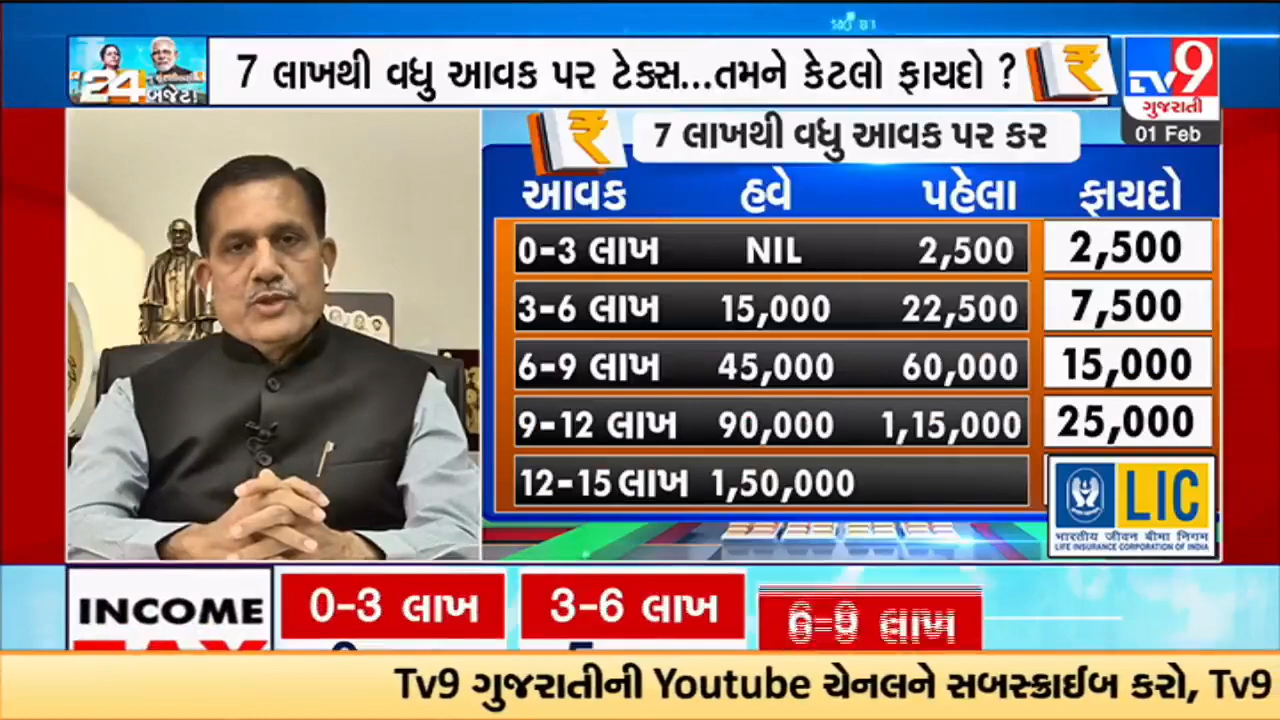 24
બજેટ!
7 લાખથી વધુ આવક પર ટેક્સ...તમને કેટલો ફાયદો ?
TV9
ગુજરાતી
01 Feb
7 લાખથી વધુ આવક પર કર
આવક હવે પહેલા ફાયદો
0-3 લાખ NIL 2,500 2,500
3-6 લાખ 15,000 22,500 7,500
6-9 લાખ 45,000 60,000 15,000
9-12 લાખ 90,000 1,15,000 25,000
12-15 લાખ 1,50,000
LIC
भारतीय जीवन बीमा निगम
LIFE INSURANCE CORPORATION OF INDIA
INCOME
TAX
0-3 લાખ
3-6 લાખ
6-9 લાખ
Tv9 ગુજરાતીની Youtube ચેનલને સબસ્ક્રાઈબ કરો, Tv9